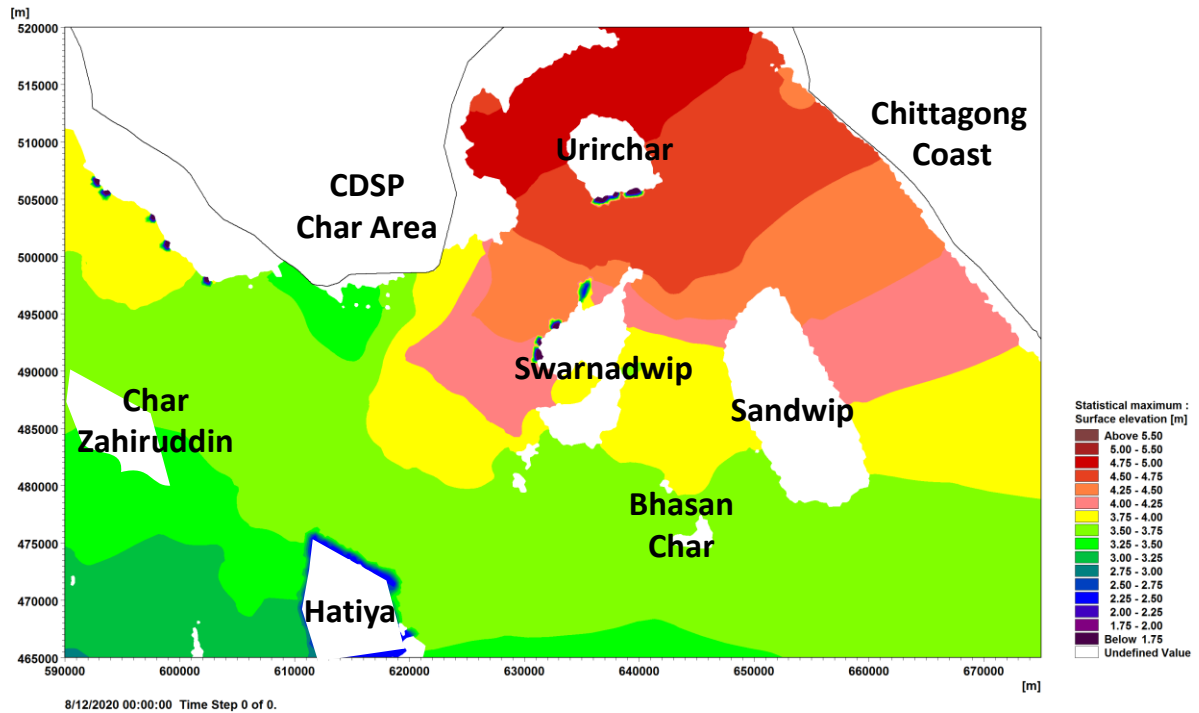 [m]
520000
515000
510000
505000
500000
495000
490000
485000
480000
475000
470000
465000
590000
600000
610000
620000
630000
640000
650000
660000
670000
[m]
Urirchar
Chittagong
Coast
CDSP
Char Area
Swarnadwip
Sandwip
Char
Zahiruddin
Bhasan
Char
Hatiya
Statistical maximum :
Surface elevation [m]
Above 5.50
5.00 - 5.50
4.75 - 5.00
4.50 - 4.75
4.25 - 4.50
4.00 - 4.25
3.75 - 4.00
3.50 - 3.75
3.25 - 3.50
3.00 - 3.25
2.75 - 3.00
2.50 - 2.75
2.25 - 2.50
2.00 - 2.25
1.75 - 2.00
Below 1.75
Undefined Value
8/12/2020 00:00:00 Time Step 0 of 0.